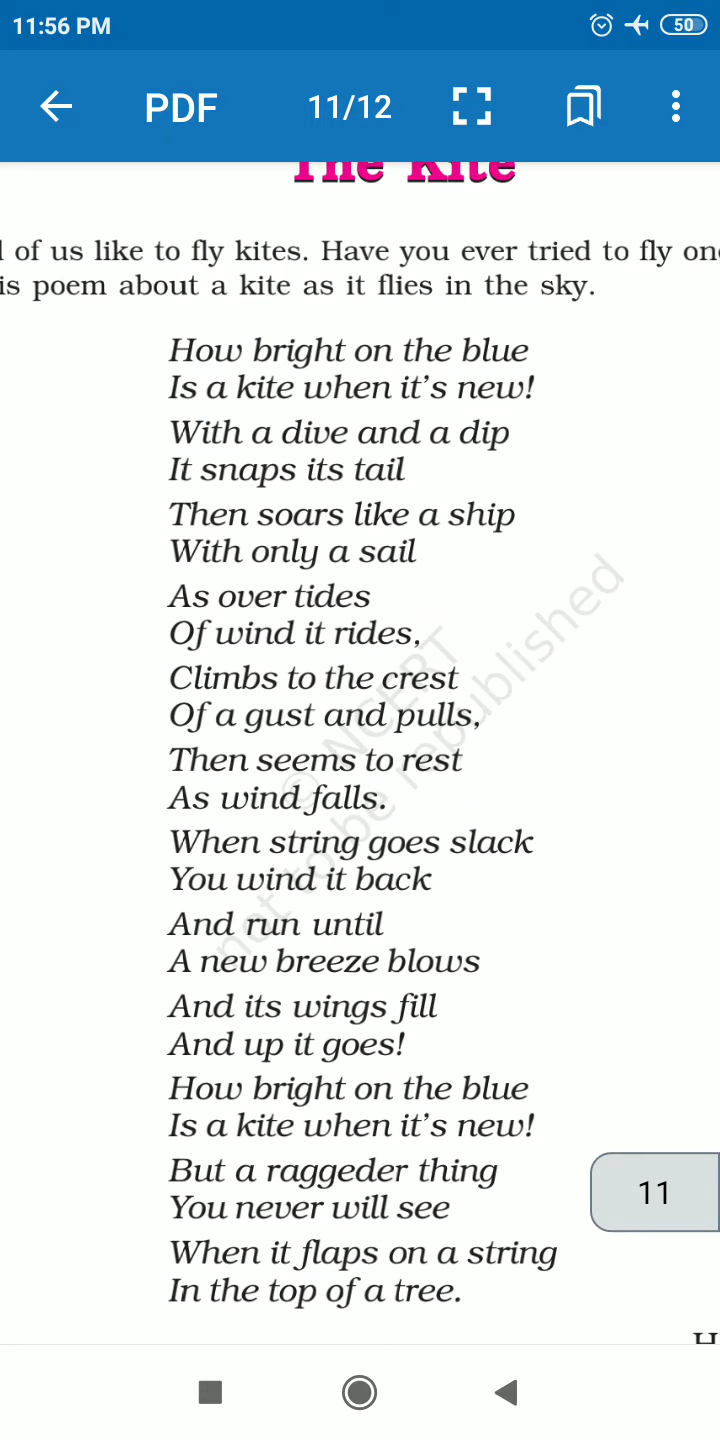 11:56 PM
50
PDF 11/12
The Kite
of us like to fly kites. Have you ever tried to fly
is poem about a kite as it flies in the sky.
How bright on the blue
Is a kite when it’s new!
With a dive and a dip
It snaps its tail
Then soars like a ship
With only a sail
As over tides
Of wind it rides,
Climbs to the crest
Of a gust and pulls,
Then seems to rest
As wind falls.
When string goes slack
You wind it back
And run until
A new breeze blows
And its wings fill
And up it goes!
How bright on the blue
Is a kite when it’s new!
But a raggeder thing
You never will see
When it flaps on a string
In the top of a tree.
11
© NCERT
not to be republished